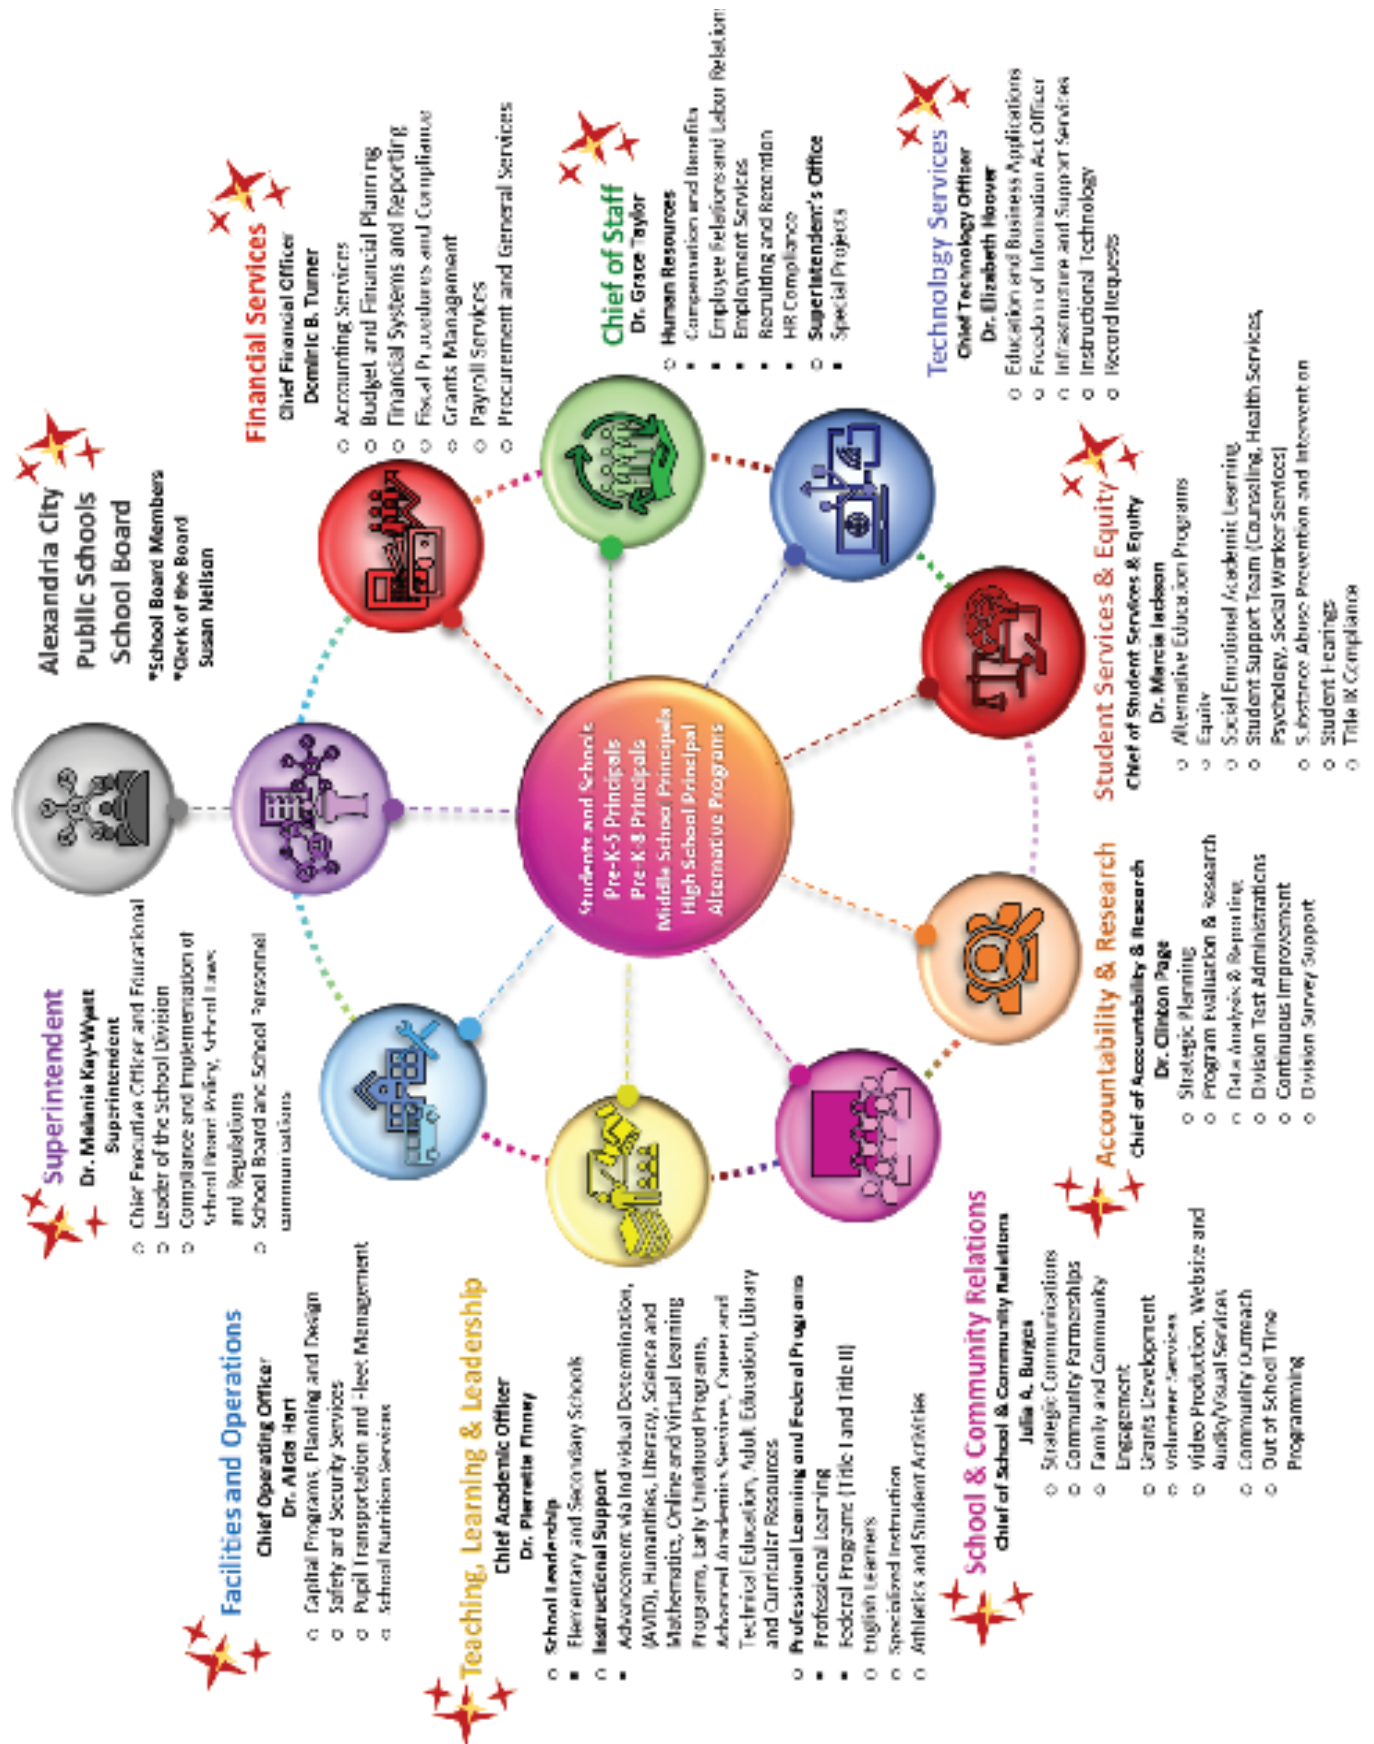 Alexandria City
Public Schools
School Board
*School Board Members
*Clerk of the Board
Susan Neilson
Superintendent
Dr. Melanie Kay-Wyatt
Superintendent
○ Chief Executive Officer and Educational
○ Leader of the School Division
○ Compliance and Implementation of
School Board Policy, School Laws
and Regulations
○ School Board and School Personnel
communications
Financial Services
Chief Financial Officer
Dominic B. Turner
○ Accounting Services
○ Budget and Financial Planning
○ Financial Systems and Reporting
○ Fiscal Procedures and Compliance
○ Grants Management
○ Payroll Services
○ Procurement and General Services
Chief of Staff
Dr. Grace Taylor
○ Human Resources
▪ Compensation and Benefits
▪ Employee Relations and Labor Relation
▪ Employment Services
▪ Recruiting and Retention
▪ HR Compliance
○ Superintendent's Office
▪ Special Projects
Technology Services
Chief Technology Officer
Dr. Elizabeth Hoover
○ Education and Business Applications
○ Freedom of Information Act Officer
○ Infrastructure and Support Services
○ Instructional Technology
○ Record Requests
Student Services & Equity
Chief of Student Services & Equity
Dr. Marcia Jackson
○ Alternative Education Programs
○ Equity
○ Social Emotional Academic Learning
○ Student Support Team (Counseling, Health Services,
Psychology, Social Worker Services)
○ Substance Abuse Prevention and Intervention
○ Student Hearings
○ Title IX Compliance
Accountability & Research
Chief of Accountability & Research
Dr. Clinton Page
○ Strategic Planning
○ Program Evaluation & Research
○ Data Analysis & Reporting
○ Division Test Administrations
○ Continuous Improvement
○ Division Survey Support
School & Community Relations
Chief of School & Community Relations
Julia A. Burgos
○ Strategic Communications
○ Community Partnerships
○ Family and Community
Engagement
○ Grants Development
○ Volunteer Services
○ Video Production, Website and
Audio/Visual Services
○ Community Outreach
○ Out of School Time
Programming
Teaching, Learning & Leadership
Chief Academic Officer
Dr. Pierrette Finney
○ School Leadership
▪ Elementary and Secondary Schools
○ Instructional Support
▪ Advancement via Individual Determination,
(AVID), Humanities, Literacy, Science and
Mathematics, Online and Virtual Learning
Programs, Early Childhood Programs,
Advanced Academics Services, Career and
Technical Education, Adult Education, Library
and Curricular Resources
○ Professional Learning and Federal Programs
▪ Professional Learning
▪ Federal Programs (Title I and Title II)
○ English Learners
○ Specialized Instruction
○ Athletics and Student Activities
Facilities and Operations
Chief Operating Officer
Dr. Alicia Hart
○ Capital Programs, Planning and Design
○ Safety and Security Services
○ Pupil Transportation and Fleet Management
○ School Nutrition Services
Students and Schools
Pre-K-5 Principals
Pre-K-8 Principals
Middle School Principals
High School Principal
Alternative Programs